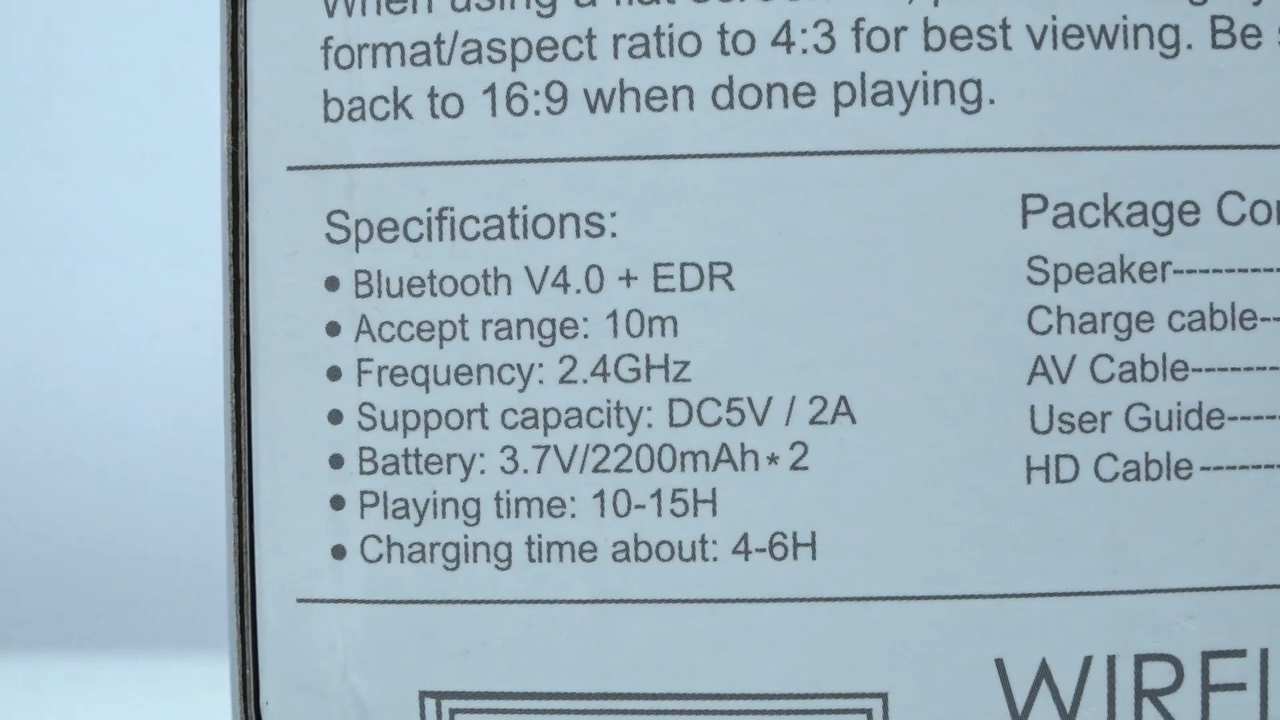 When using a
format/aspect ratio to 4:3 for best viewing. Be
back to 16:9 when done playing.
Specifications:
• Bluetooth V4.0 + EDR
• Accept range: 10m
• Frequency: 2.4GHz
• Support capacity: DC5V / 2A
• Battery: 3.7V/2200mAh*2
• Playing time: 10-15H
• Charging time about: 4-6H
Package
Speaker--------
Charge cable--
AV Cable-------
User Guide----
HD Cable-------